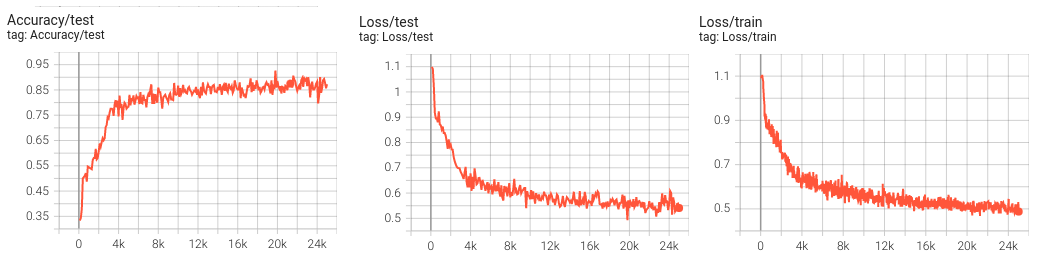 Accuracy/test
tag: Accuracy/test
0.95
0.85
0.75
0.65
0.55
0.45
0.35
0 4k 8k 12k 16k 20k 24k
Loss/test
tag: Loss/test
1.1
1
0.9
0.8
0.7
0.6
0.5
0 4k 8k 12k 16k 20k 24k
Loss/train
tag: Loss/train
1.1
0.9
0.7
0.5
0 4k 8k 12k 16k 20k 24k